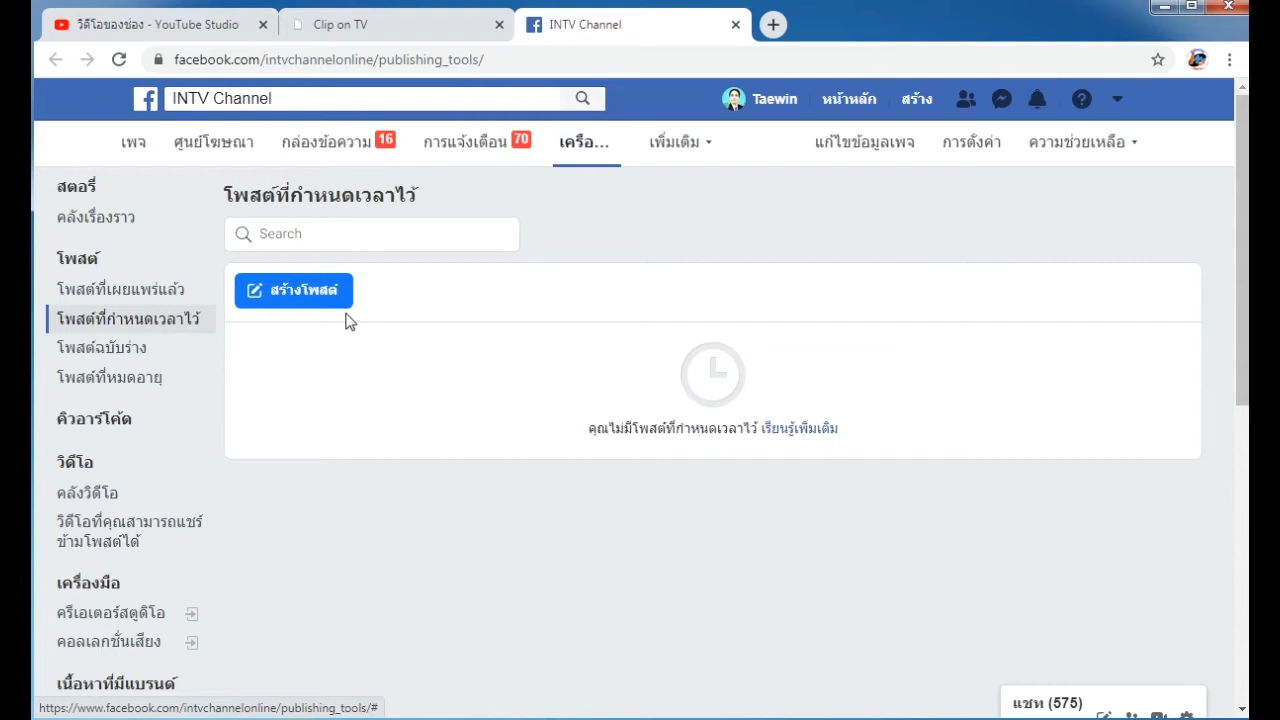 วิดีโอของช่อง - YouTube Studio
Clip on TV
INTV Channel
facebook.com/intvchannelonline/publishing_tools/
INTV Channel
Taewin
หน้าหลัก
สร้าง
เพจ
ศูนย์โฆษณา
กล่องข้อความ 16
การแจ้งเตือน 70
เครือ...
เพิ่มเติม
แก้ไขข้อมูลเพจ
การตั้งค่า
ความช่วยเหลือ
สตอรี่
คลังเรื่องราว
โพสต์
โพสต์ที่เผยแพร่แล้ว
โพสต์ที่กำหนดเวลาไว้
โพสต์ฉบับร่าง
โพสต์ที่หมดอายุ
คิวอาร์โค้ด
วิดีโอ
คลังวิดีโอ
วิดีโอที่คุณสามารถแชร์
ข้ามโพสต์ได้
เครื่องมือ
ครีเอเตอร์สตูดิโอ
คอลเลกชั่นเสียง
เนื้อหาที่มีแบรนด์
โพสต์ที่กำหนดเวลาไว้
Search
สร้างโพสต์
คุณไม่มีโพสต์ที่กำหนดเวลาไว้ เรียนรู้เพิ่มเติม
https://www.facebook.com/intvchannelonline/publishing_tools/#
แชท (575)